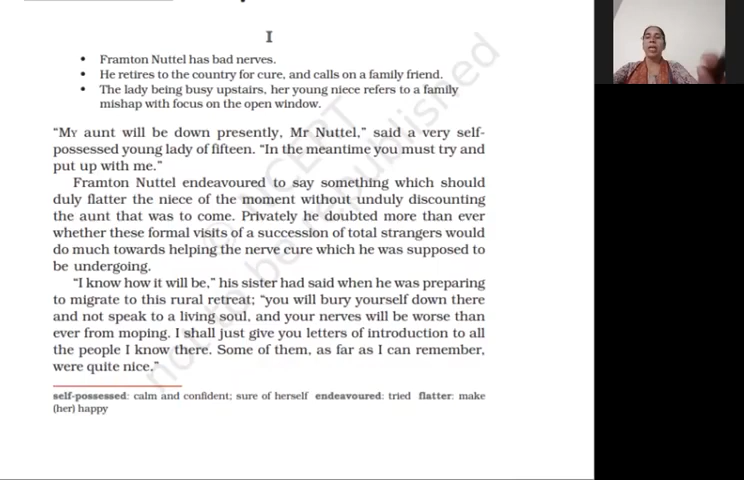 I
• Framton Nuttel has bad nerves.
• He retires to the country for cure, and calls on a family friend.
• The lady being busy upstairs, her young niece refers to a family
mishap with focus on the open window.
“MY aunt will be down presently, Mr Nuttel,” said a very self-
possessed young lady of fifteen. “In the meantime you must try and
put up with me.”
Framton Nuttel endeavoured to say something which should
duly flatter the niece of the moment without unduly discounting
the aunt that was to come. Privately he doubted more than ever
whether these formal visits of a succession of total strangers would
do much towards helping the nerve cure which he was supposed to
be undergoing.
“I know how it will be,” his sister had said when he was preparing
to migrate to this rural retreat; “you will bury yourself down there
and not speak to a living soul, and your nerves will be worse than
ever from moping. I shall just give you letters of introduction to all
the people I know there. Some of them, as far as I can remember,
were quite nice.”
self-possessed: calm and confident; sure of herself endeavoured: tried flatter: make
(her) happy
© NCERT
not to be republished